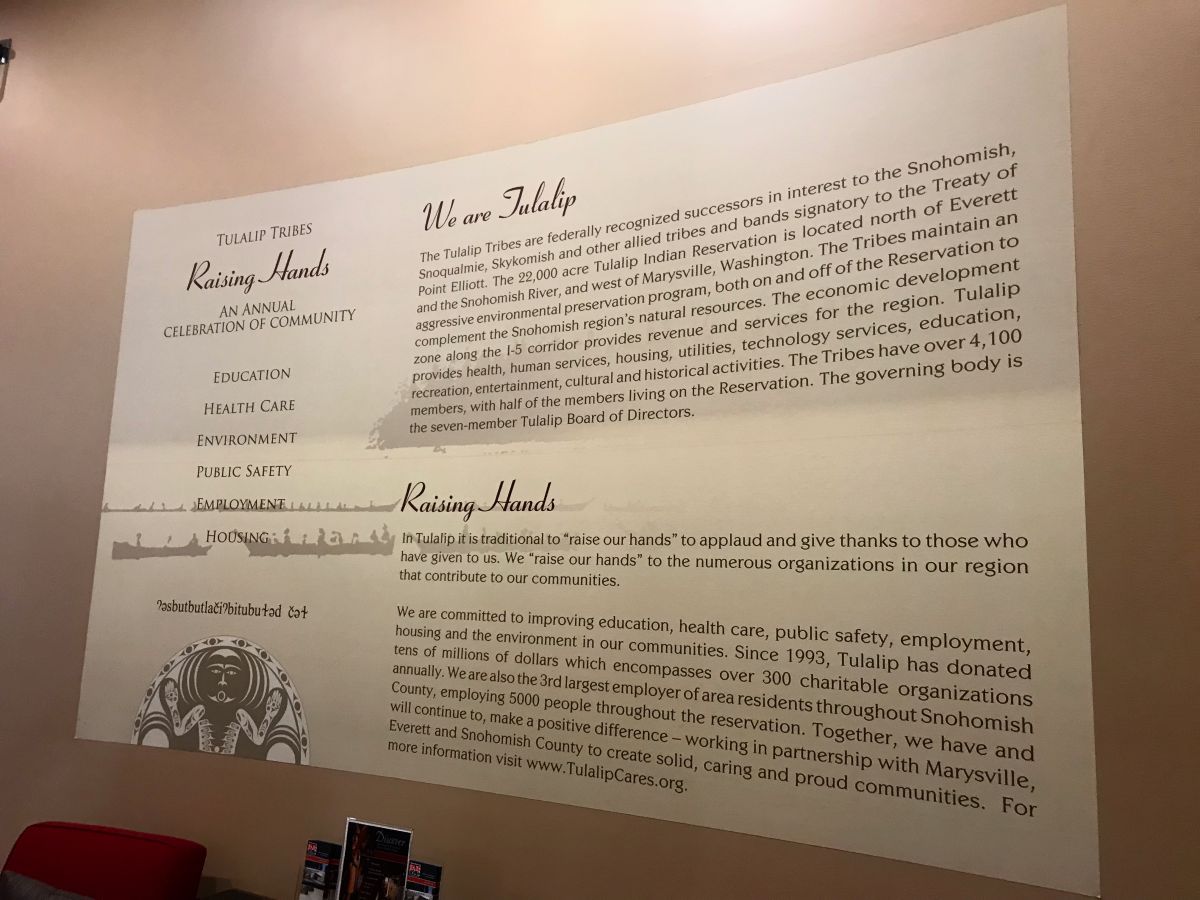 TULALIP TRIBES
Raising Hands
AN ANNUAL
CELEBRATION OF COMMUNITY
EDUCATION
HEALTH CARE
ENVIRONMENT
PUBLIC SAFETY
EMPLOYMENT
HOUSING
ʔəsbutbutlačiʔbitubuɬəd čəɬ
We are Tulalip
The Tulalip Tribes are federally recognized successors in interest to the Snohomish,
Snoqualmie, Skykomish and other allied tribes and bands signatory to the Treaty of
Point Elliott. The 22,000 acre Tulalip Indian Reservation is located north of Everett
and the Snohomish River, and west of Marysville, Washington. The Tribes maintain an
aggressive environmental preservation program, both on and off of the Reservation to
complement the Snohomish region's natural resources. The economic development
zone along the I-5 corridor provides revenue and services for the region. Tulalip
provides health, human services, housing, utilities, technology services, education,
recreation, entertainment, cultural and historical activities. The Tribes have over 4,100
members, with half of the members living on the Reservation. The governing body is
the seven-member Tulalip Board of Directors.
Raising Hands
In Tulalip it is traditional to “raise our hands” to applaud and give thanks to those who
have given to us. We “raise our hands” to the numerous organizations in our region
that contribute to our communities.
We are committed to improving education, health care, public safety, employment,
housing and the environment in our communities. Since 1993, Tulalip has donated
tens of millions of dollars which encompasses over 300 charitable organizations
annually. We are also the 3rd largest employer of area residents throughout Snohomish
County, employing 5000 people throughout the reservation. Together, we have and
will continue to, make a positive difference – working in partnership with Marysville,
Everett and Snohomish County to create solid, caring and proud communities. For
more information visit www.TulalipCares.org.